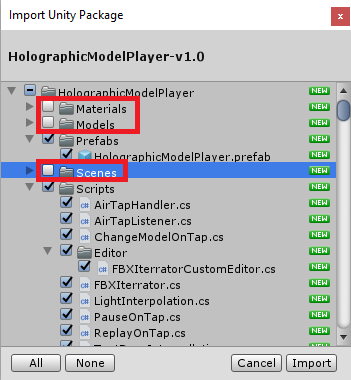 Import Unity Package
HolographicModelPlayer-v1.0
HolographicModelPlayer NEW
Materials NEW
Models NEW
Prefabs NEW
HolographicModelPlayer.prefab NEW
Scenes NEW
Scripts NEW
AirTapHandler.cs NEW
AirTapListener.cs NEW
ChangeModelOnTap.cs NEW
Editor NEW
FBXIterratorCustomEditor.cs NEW
FBXIterrator.cs NEW
LightInterpolation.cs NEW
PauseOnTap.cs NEW
ReplayOnTap.cs NEW
All None Cancel Import